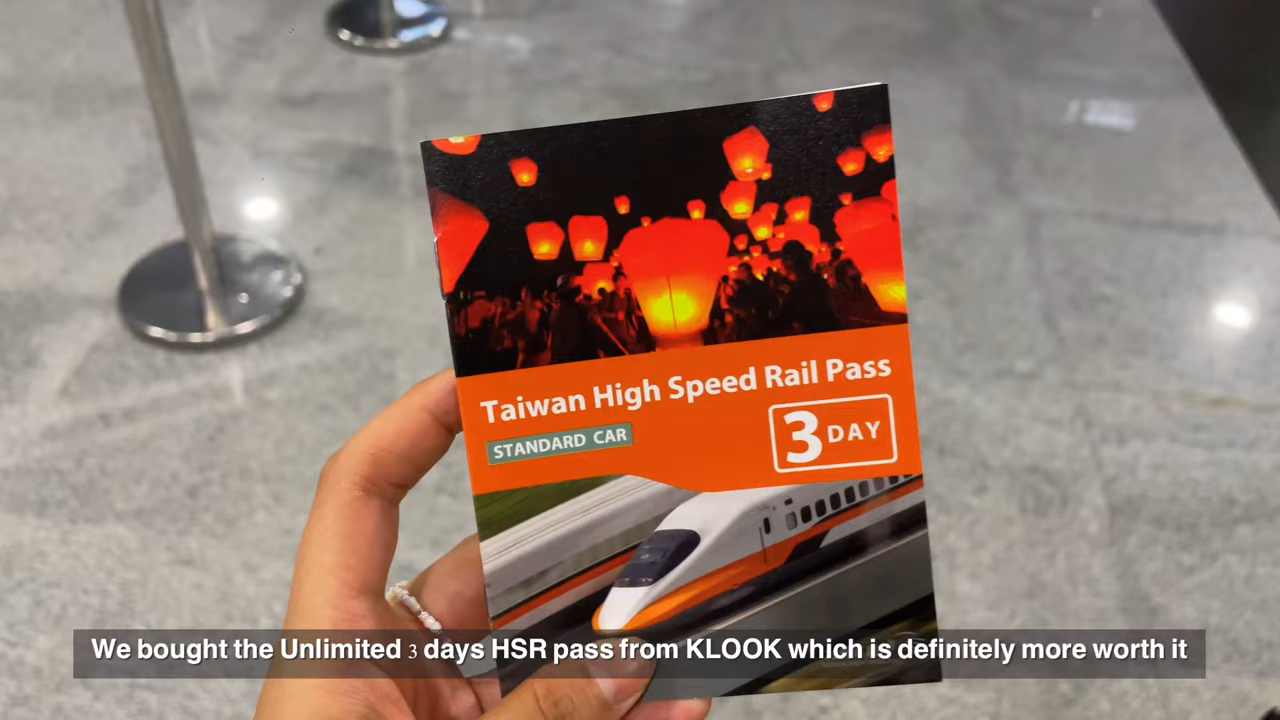 Taiwan High Speed Rail Pass
STANDARD CAR
3 DAY
We bought the Unlimited 3 days HSR pass from KLOOK which is definitely more worth it